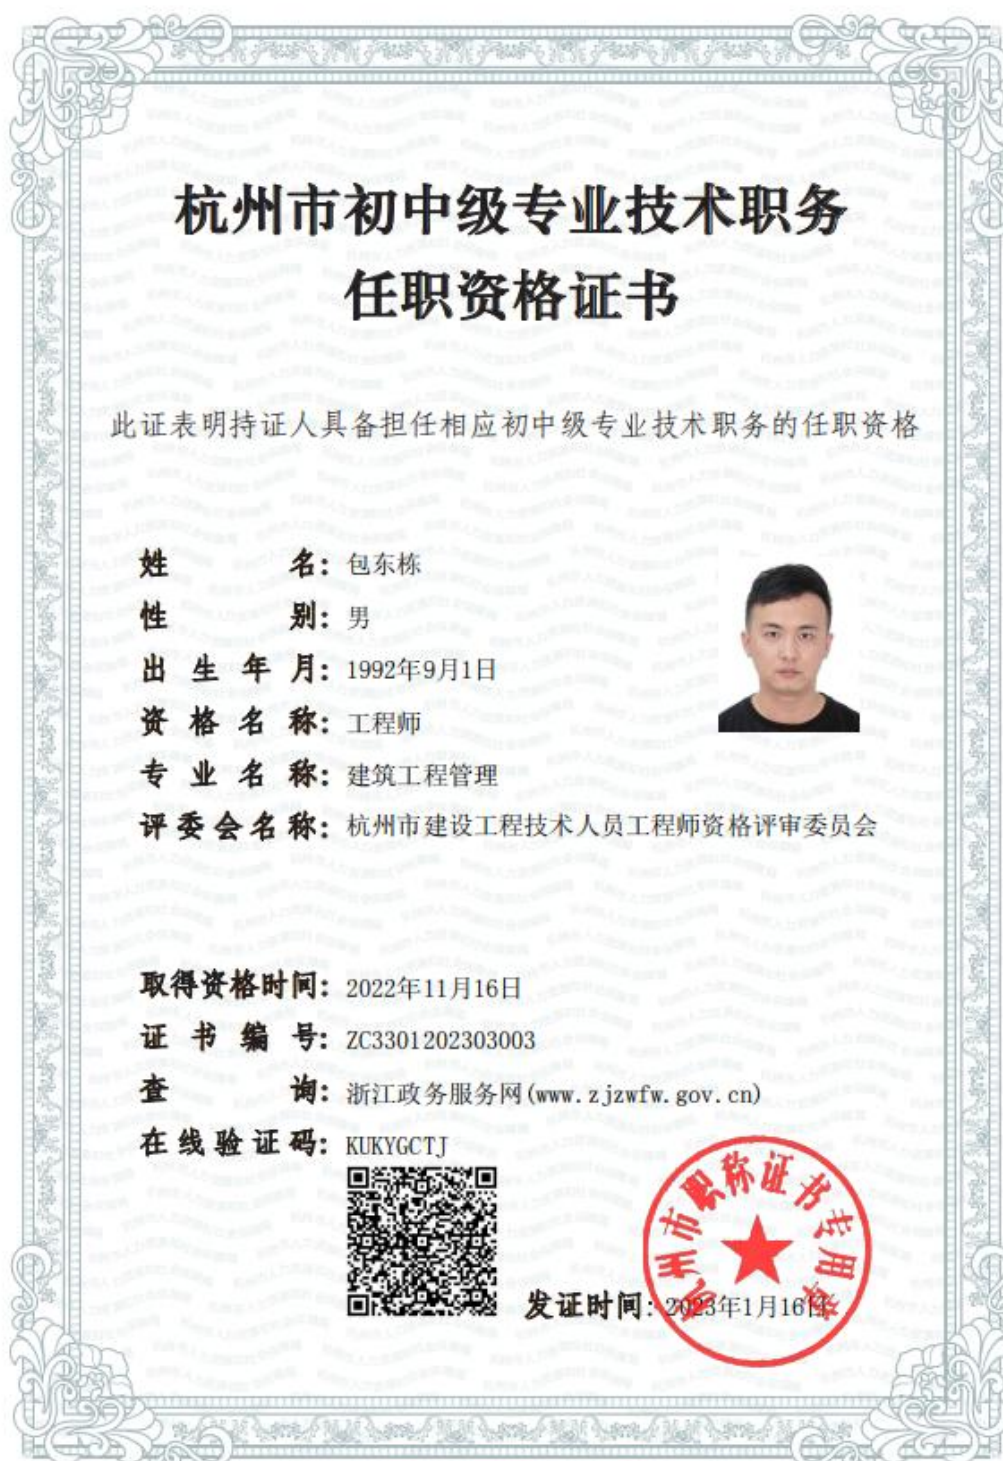 杭州市初中级专业技术职务
任职资格证书
此证表明持证人具备担任相应初中级专业技术职务的任职资格
姓名：包东栋
性别：男
出生年月：1992年9月1日
资格名称：工程师
专业名称：建筑工程管理
评委会名称：杭州市建设工程技术人员工程师资格评审委员会
取得资格时间：2022年11月16日
证书编号：ZC3301202303003
查询：浙江政务服务网(www.zjzwfw.gov.cn)
在线验证码：KUKYGCTJ
杭州市职称证书专用章
发证时间：2023年1月16日